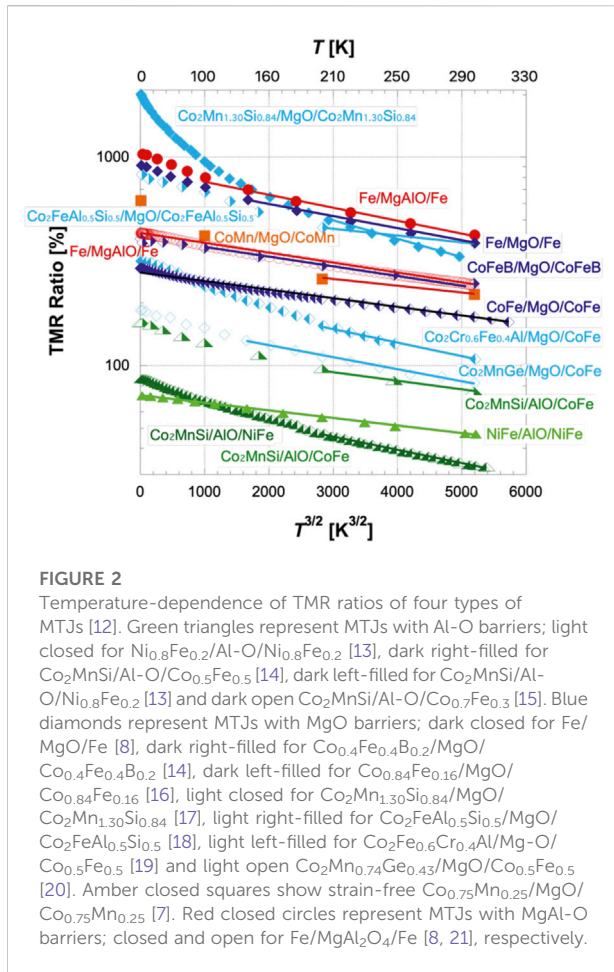 T [K]
0 100 160 210 250 290 330
Co₂Mn₁.₃₀Si₀.₈₄/MgO/Co₂Mn₁.₃₀Si₀.₈₄
1000
Fe/MgAlO/Fe
Co₂FeAl₀.₅Si₀.₅/MgO/Co₂FeAl₀.₅Si₀.₅
CoMn/MgO/CoMn
Fe/MgO/Fe
Fe/MgAlO/Fe
CoFeB/MgO/CoFeB
TMR Ratio [%]
CoFe/MgO/CoFe
Co₂Cr₀.₆Fe₀.₄Al/MgO/CoFe
100
Co₂MnGe/MgO/CoFe
Co₂MnSi/AlO/CoFe
Co₂MnSi/AlO/NiFe
NiFe/AlO/NiFe
Co₂MnSi/AlO/CoFe
0 1000 2000 3000 4000 5000 6000
T³ᐟ² [K³ᐟ²]
FIGURE 2
Temperature-dependence of TMR ratios of four types of
MTJs [12]. Green triangles represent MTJs with Al-O barriers; light
closed for Ni₀.₈Fe₀.₂/Al-O/Ni₀.₈Fe₀.₂ [13], dark right-filled for
Co₂MnSi/Al-O/Co₀.₅Fe₀.₅ [14], dark left-filled for Co₂MnSi/Al-
O/Ni₀.₈Fe₀.₂ [13] and dark open Co₂MnSi/Al-O/Co₀.₇Fe₀.₃ [15]. Blue
diamonds represent MTJs with MgO barriers; dark closed for Fe/
MgO/Fe [8], dark right-filled for Co₀.₄Fe₀.₄B₀.₂/MgO/
Co₀.₄Fe₀.₄B₀.₂ [14], dark left-filled for Co₀.₈₄Fe₀.₁₆/MgO/
Co₀.₈₄Fe₀.₁₆ [16], light closed for Co₂Mn₁.₃₀Si₀.₈₄/MgO/
Co₂Mn₁.₃₀Si₀.₈₄ [17], light right-filled for Co₂FeAl₀.₅Si₀.₅/MgO/
Co₂FeAl₀.₅Si₀.₅ [18], light left-filled for Co₂Fe₀.₆Cr₀.₄Al/Mg-O/
Co₀.₅Fe₀.₅ [19] and light open Co₂Mn₀.₇₄Ge₀.₄₃/MgO/Co₀.₅Fe₀.₅
[20]. Amber closed squares show strain-free Co₀.₇₅Mn₀.₂₅/MgO/
Co₀.₇₅Mn₀.₂₅ [7]. Red closed circles represent MTJs with MgAl-O
barriers; closed and open for Fe/MgAl₂O₄/Fe [8, 21], respectively.